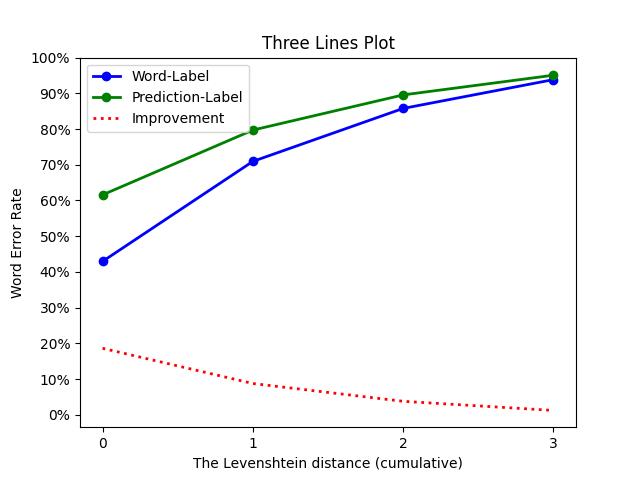 Three Lines Plot
100%
90%
80%
70%
60%
50%
40%
30%
20%
10%
0%
Word Error Rate
Word-Label
Prediction-Label
Improvement
0 1 2 3
The Levenshtein distance (cumulative)